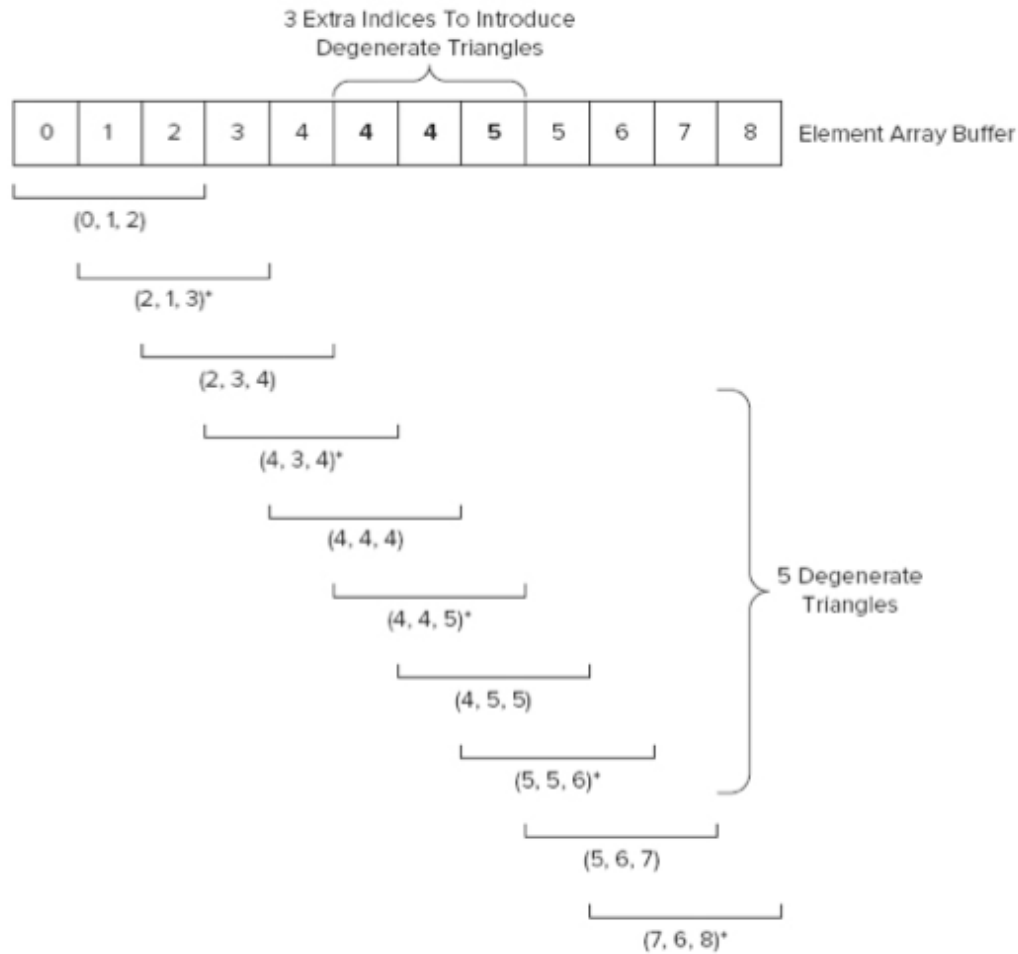 3 Extra Indices To Introduce
Degenerate Triangles
0 1 2 3 4 4 4 5 5 6 7 8 Element Array Buffer
(0, 1, 2)
(2, 1, 3)*
(2, 3, 4)
(4, 3, 4)*
(4, 4, 4)
5 Degenerate
Triangles
(4, 4, 5)*
(4, 5, 5)
(5, 5, 6)*
(5, 6, 7)
(7, 6, 8)*